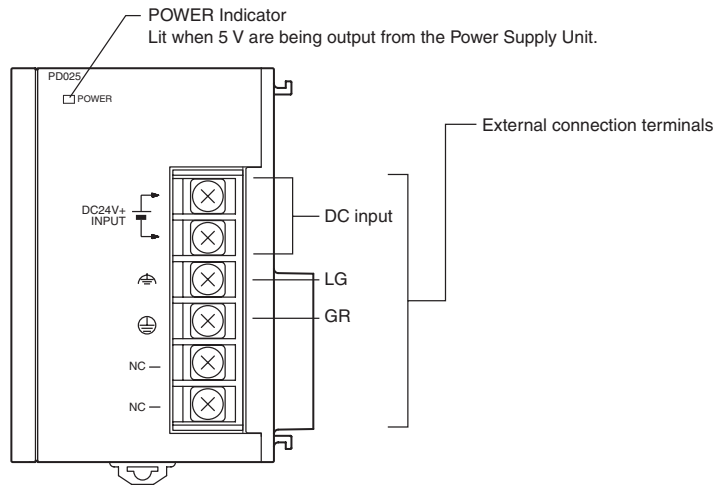 POWER Indicator
Lit when 5 V are being output from the Power Supply Unit.
PD025
POWER
External connection terminals
DC24V+
INPUT
DC input
LG
GR
NC
NC